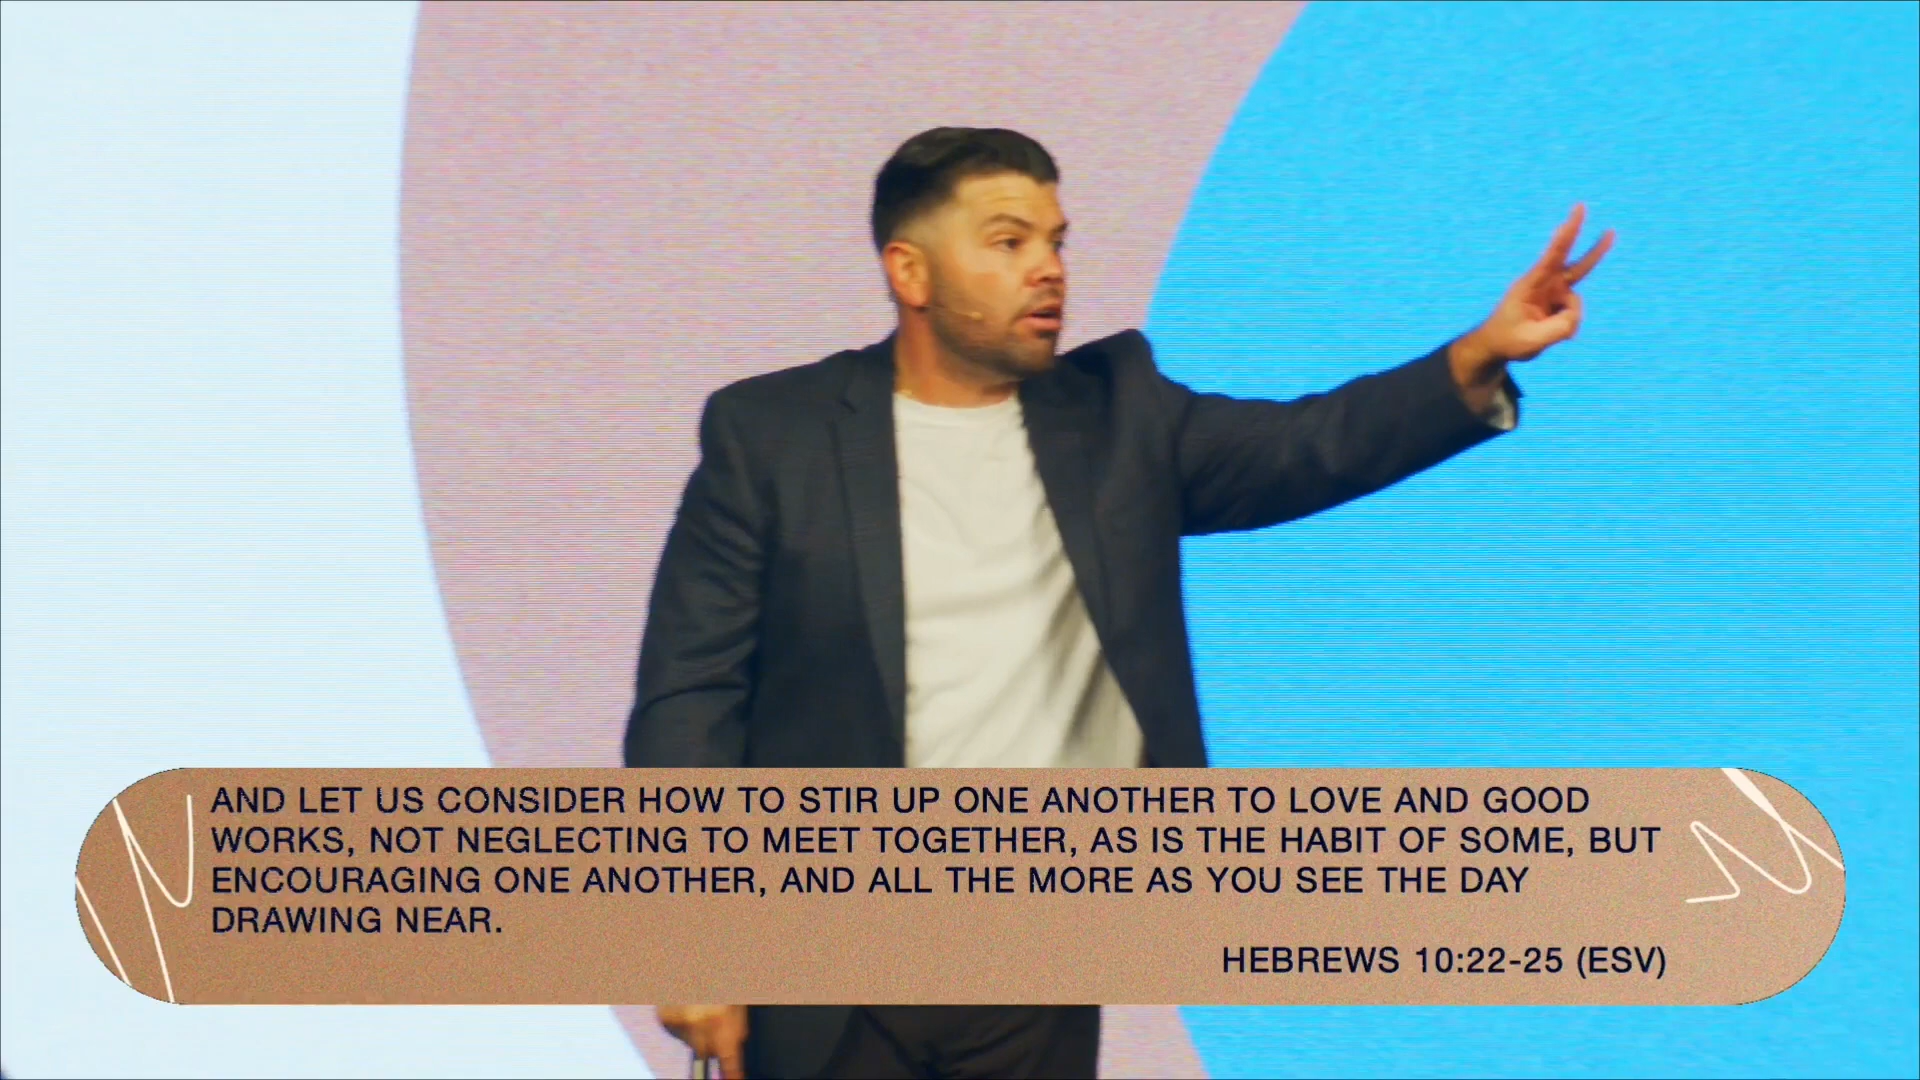 AND LET US CONSIDER HOW TO STIR UP ONE ANOTHER TO LOVE AND GOOD
WORKS, NOT NEGLECTING TO MEET TOGETHER, AS IS THE HABIT OF SOME, BUT
ENCOURAGING ONE ANOTHER, AND ALL THE MORE AS YOU SEE THE DAY
DRAWING NEAR.
HEBREWS 10:22-25 (ESV)